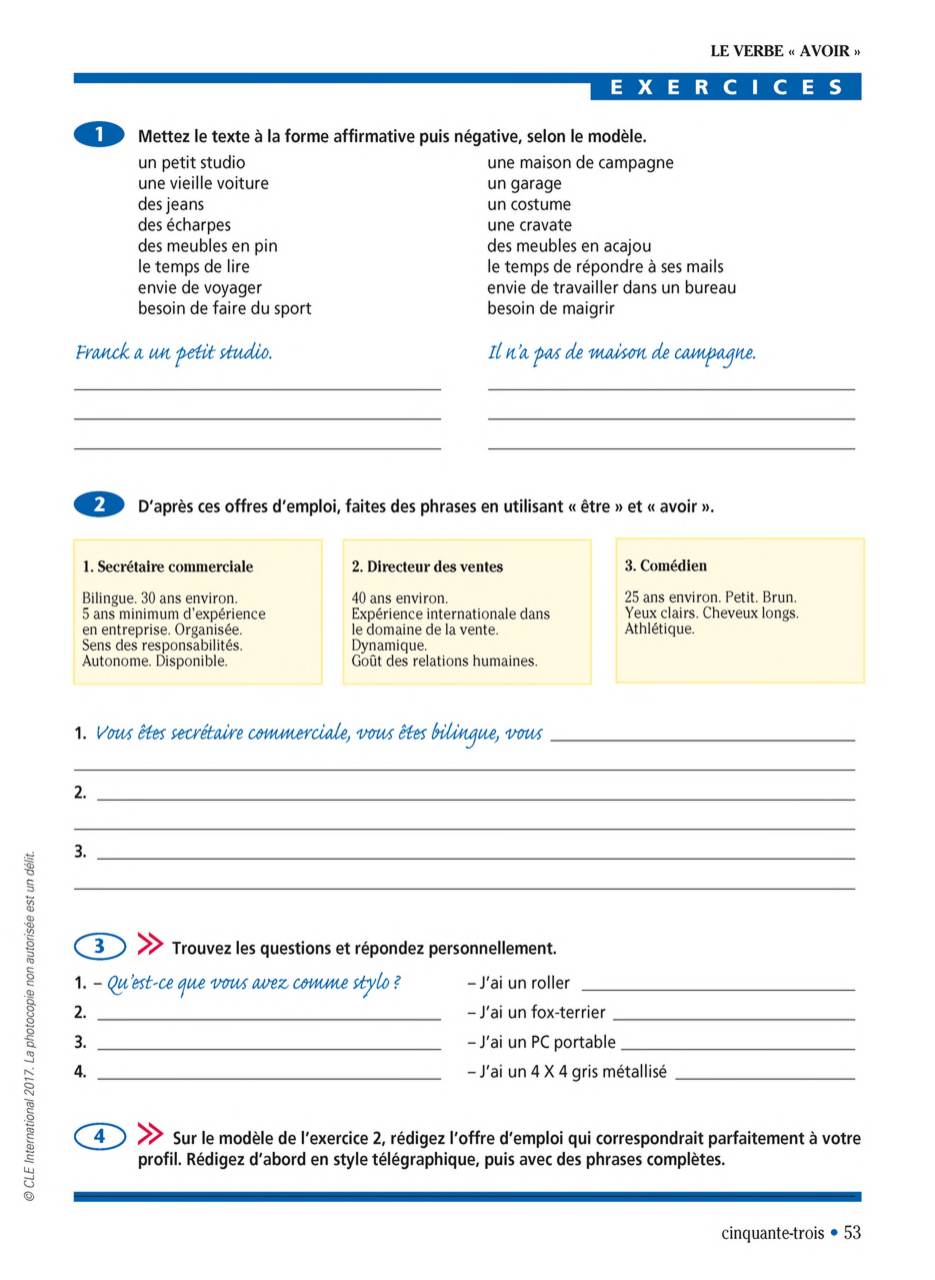 LE VERBE « AVOIR »
EXERCICES
1 Mettez le texte à la forme affirmative puis négative, selon le modèle.
un petit studio
une vieille voiture
des jeans
des écharpes
des meubles en pin
le temps de lire
envie de voyager
besoin de faire du sport
une maison de campagne
un garage
un costume
une cravate
des meubles en acajou
le temps de répondre à ses mails
envie de travailler dans un bureau
besoin de maigrir
Franck a un petit studio.
Il n'a pas de maison de campagne.
2 D'après ces offres d'emploi, faites des phrases en utilisant « être » et « avoir ».
1. Secrétaire commerciale
Bilingue. 30 ans environ.
5 ans minimum d'expérience
en entreprise. Organisée.
Sens des responsabilités.
Autonome. Disponible.
2. Directeur des ventes
40 ans environ.
Expérience internationale dans
le domaine de la vente.
Dynamique.
Goût des relations humaines.
3. Comédien
25 ans environ. Petit. Brun.
Yeux clairs. Cheveux longs.
Athlétique.
1. Vous êtes secrétaire commerciale, vous êtes bilingue, vous
2.
3.
3 Trouvez les questions et répondez personnellement.
1. – Qu'est-ce que vous avez comme stylo ? – J'ai un roller
2. – J'ai un fox-terrier
3. – J'ai un PC portable
4. – J'ai un 4 X 4 gris métallisé
4 Sur le modèle de l'exercice 2, rédigez l'offre d'emploi qui correspondrait parfaitement à votre
profil. Rédigez d'abord en style télégraphique, puis avec des phrases complètes.
© CLE International 2017. La photocopie non autorisée est un délit.
cinquante-trois • 53